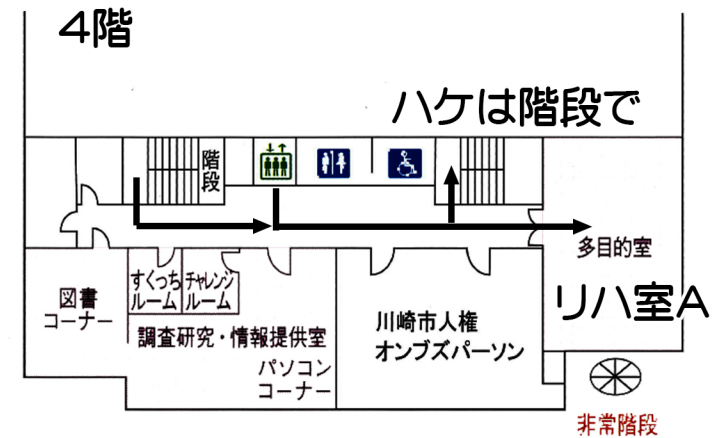 4階
ハケは階段で
階段
多目的室
リハ室A
図書
コーナー
すくっち
ルーム
チャレンジ
ルーム
調査研究・情報提供室
パソコン
コーナー
川崎市人権
オンブズパーソン
非常階段